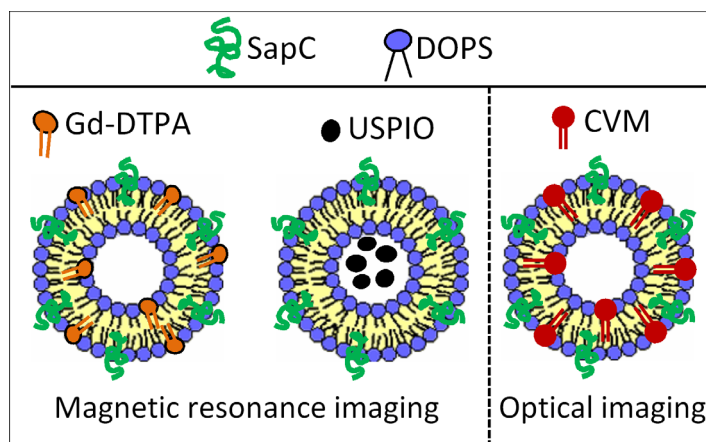 SapC DOPS
Gd-DTPA USPIO CVM
Magnetic resonance imaging Optical imaging